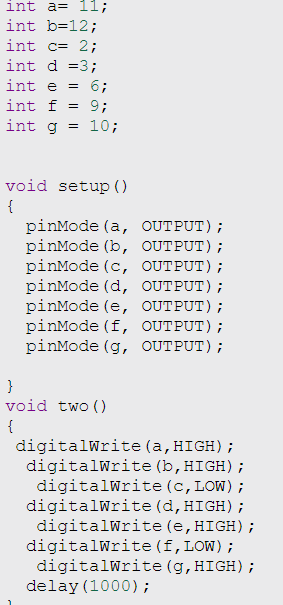 int a= 11;
int b=12;
int c= 2;
int d =3;
int e = 6;
int f = 9;
int g = 10;
void setup()
{
pinMode(a, OUTPUT);
pinMode(b, OUTPUT);
pinMode(c, OUTPUT);
pinMode(d, OUTPUT);
pinMode(e, OUTPUT);
pinMode(f, OUTPUT);
pinMode(g, OUTPUT);
}
void two()
{
digitalWrite(a,HIGH);
digitalWrite(b,HIGH);
digitalWrite(c,LOW);
digitalWrite(d,HIGH);
digitalWrite(e,HIGH);
digitalWrite(f,LOW);
digitalWrite(g,HIGH);
delay(1000);
}